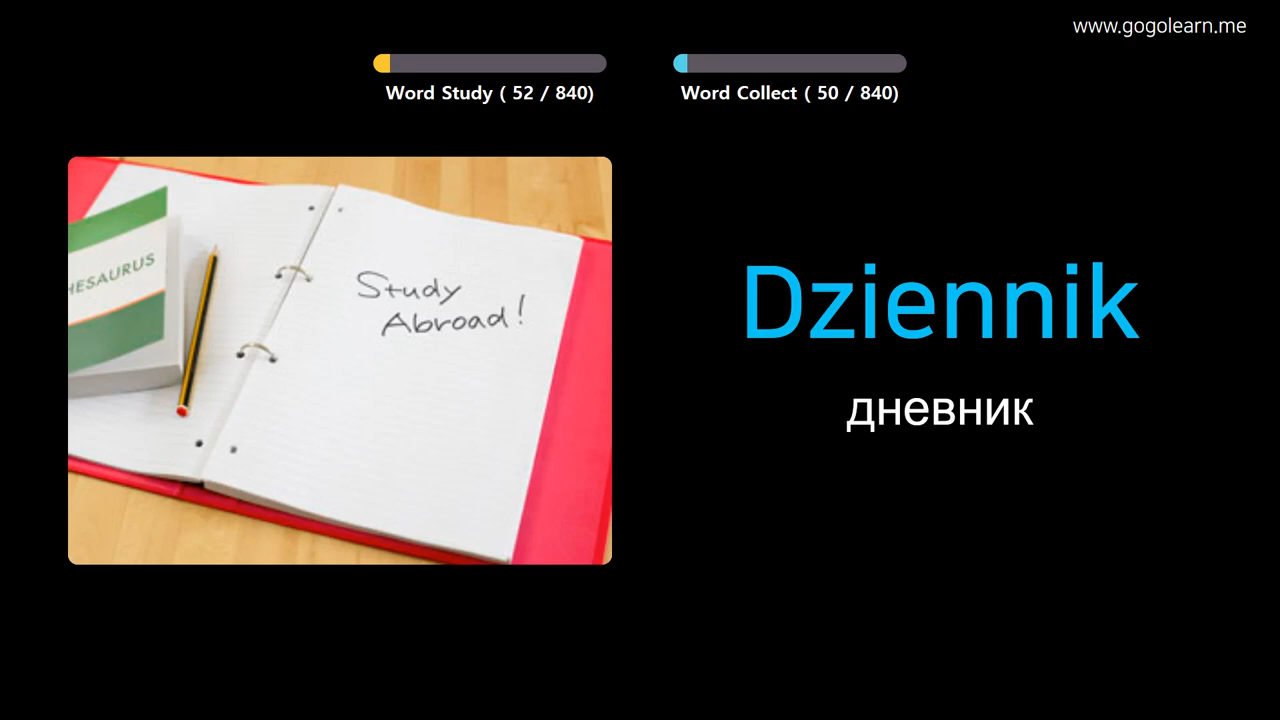 www.gogolearn.me
Word Study ( 52 / 840)
Word Collect ( 50 / 840)
HESAURUS
Study
Abroad!
Dziennik
дневник